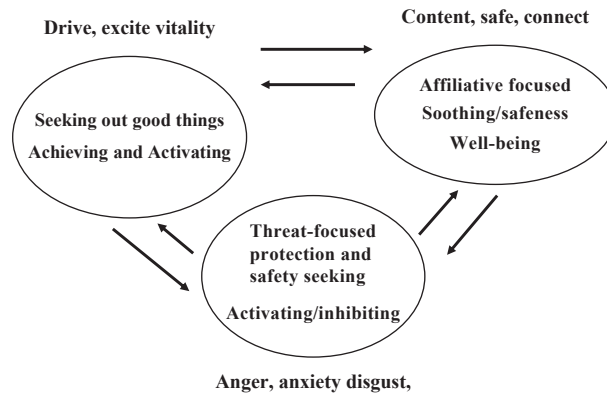 Drive, excite vitality
Content, safe, connect
Seeking out good things
Achieving and Activating
Affiliative focused
Soothing/safeness
Well-being
Threat-focused
protection and
safety seeking
Activating/inhibiting
Anger, anxiety disgust,